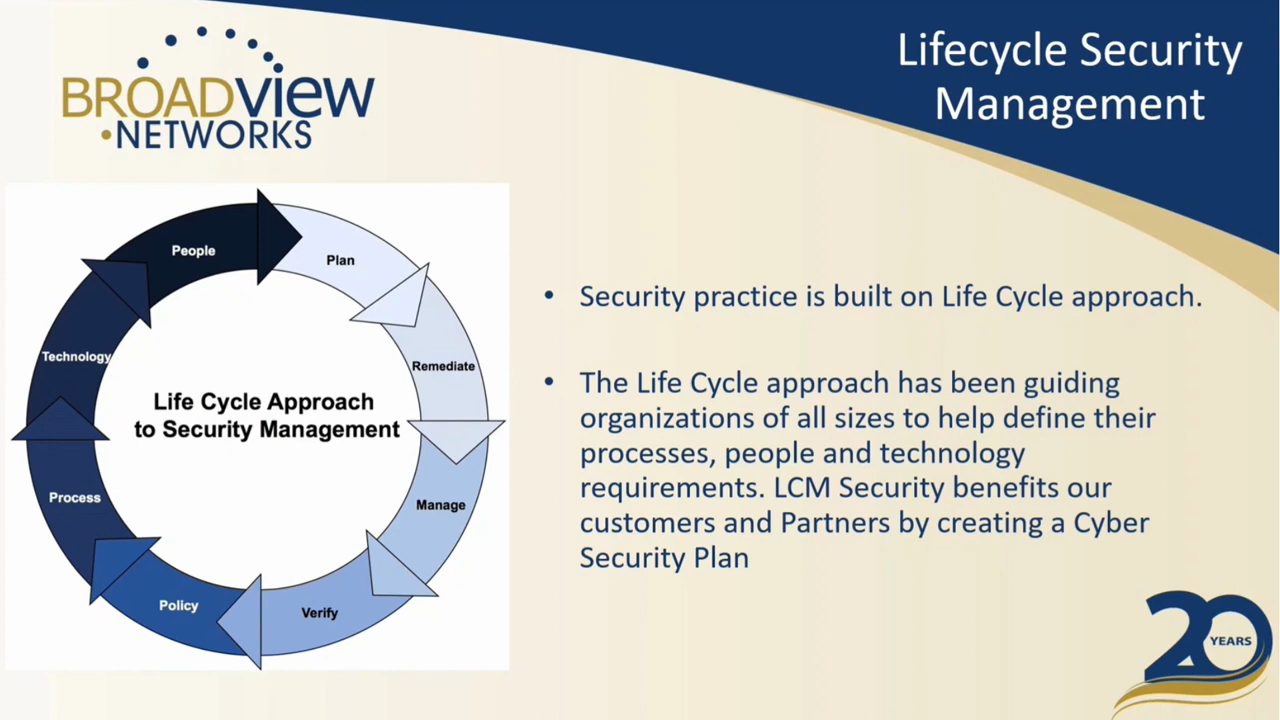 Lifecycle Security
Management
BROADVIEW
NETWORKS
People
Plan
Technology
Remediate
Life Cycle Approach
to Security Management
Process
Manage
Policy
Verify
• Security practice is built on Life Cycle approach.
• The Life Cycle approach has been guiding
organizations of all sizes to help define their
processes, people and technology
requirements. LCM Security benefits our
customers and Partners by creating a Cyber
Security Plan
20
YEARS